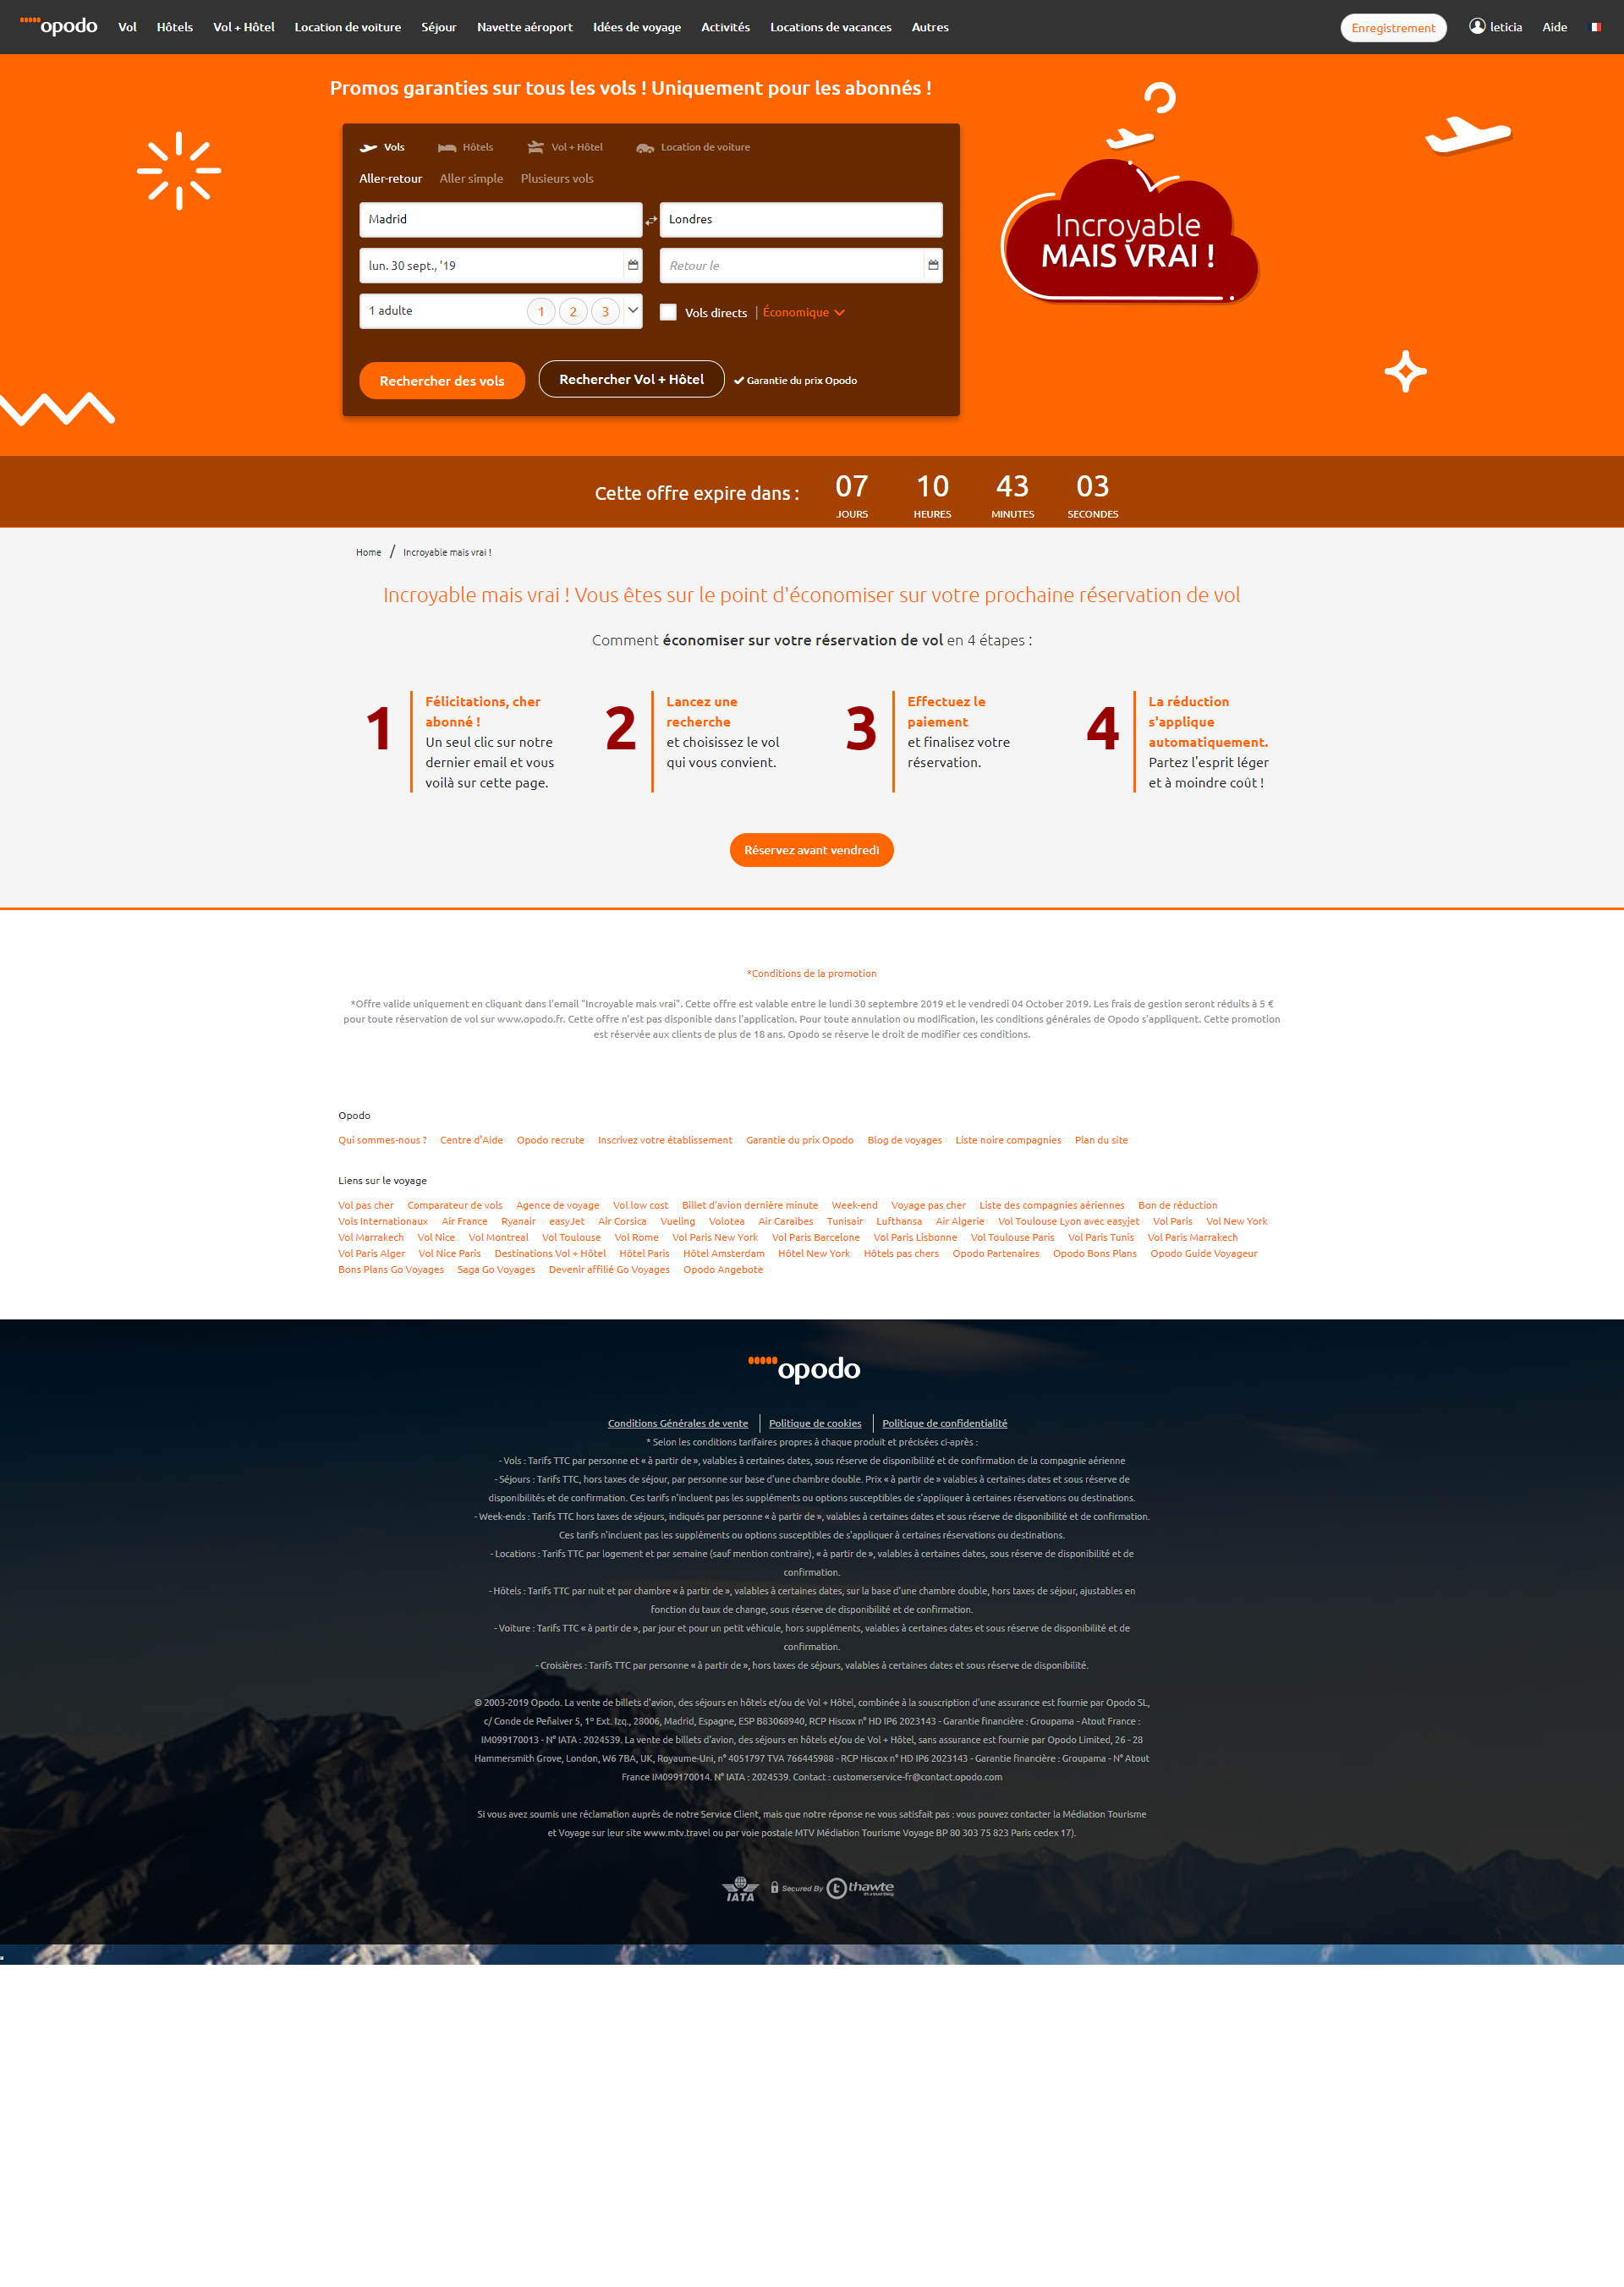 opodo Vol Hôtels Vol + Hôtel Location de voiture Séjour Navette aéroport Idées de voyage Activités Locations de vacances Autres Enregistrement leticia Aide
Promos garanties sur tous les vols ! Uniquement pour les abonnés !
Vols Hôtels Vol + Hôtel Location de voiture
Aller-retour Aller simple Plusieurs vols
Madrid Londres
lun. 30 sept., '19 Retour le
1 adulte 1 2 3 Vols directs | Économique
Rechercher des vols Rechercher Vol + Hôtel Garantie du prix Opodo
Incroyable
MAIS VRAI !
Cette offre expire dans : 07 10 43 03
JOURS HEURES MINUTES SECONDES
Home / Incroyable mais vrai !
Incroyable mais vrai ! Vous êtes sur le point d'économiser sur votre prochaine réservation de vol
Comment économiser sur votre réservation de vol en 4 étapes :
1
Félicitations, cher
abonné !
Un seul clic sur notre
dernier email et vous
voilà sur cette page.
2
Lancez une
recherche
et choisissez le vol
qui vous convient.
3
Effectuez le
paiement
et finalisez votre
réservation.
4
La réduction
s'applique
automatiquement.
Partez l'esprit léger
et à moindre coût !
Réservez avant vendredi
*Conditions de la promotion
*Offre valide uniquement en cliquant dans l'email "Incroyable mais vrai". Cette offre est valable entre le lundi 30 septembre 2019 et le vendredi 04 October 2019. Les frais de gestion seront réduits à 5 €
pour toute réservation de vol sur www.opodo.fr. Cette offre n'est pas disponible dans l'application. Pour toute annulation ou modification, les conditions générales de Opodo s'appliquent. Cette promotion
est réservée aux clients de plus de 18 ans. Opodo se réserve le droit de modifier ces conditions.
Opodo
Qui sommes-nous ? Centre d'Aide Opodo recrute Inscrivez votre établissement Garantie du prix Opodo Blog de voyages Liste noire compagnies Plan du site
Liens sur le voyage
Vol pas cher Comparateur de vols Agence de voyage Vol low cost Billet d'avion dernière minute Week-end Voyage pas cher Liste des compagnies aériennes Bon de réduction
Vols Internationaux Air France Ryanair easyJet Air Corsica Vueling Volotea Air Caraibes Tunisair Lufthansa Air Algerie Vol Toulouse Lyon avec easyjet Vol Paris Vol New York
Vol Marrakech Vol Nice Vol Montreal Vol Toulouse Vol Rome Vol Paris New York Vol Paris Barcelone Vol Paris Lisbonne Vol Toulouse Paris Vol Paris Tunis Vol Paris Marrakech
Vol Paris Alger Vol Nice Paris Destinations Vol + Hôtel Hôtel Paris Hôtel Amsterdam Hôtel New York Hôtels pas chers Opodo Partenaires Opodo Bons Plans Opodo Guide Voyageur
Bons Plans Go Voyages Saga Go Voyages Devenir affilié Go Voyages Opodo Angebote
opodo
Conditions Générales de vente Politique de cookies Politique de confidentialité
* Selon les conditions tarifaires propres à chaque produit et précisées ci-après :
- Vols : Tarifs TTC par personne et « à partir de », valables à certaines dates, sous réserve de disponibilité et de confirmation de la compagnie aérienne
- Séjours : Tarifs TTC, hors taxes de séjour, par personne sur base d'une chambre double. Prix « à partir de » valables à certaines dates et sous réserve de
disponibilités et de confirmation. Ces tarifs n'incluent pas les suppléments ou options susceptibles de s'appliquer à certaines réservations ou destinations.
- Week-ends : Tarifs TTC hors taxes de séjours, indiqués par personne « à partir de », valables à certaines dates et sous réserve de disponibilité et de confirmation.
Ces tarifs n'incluent pas les suppléments ou options susceptibles de s'appliquer à certaines réservations ou destinations.
- Locations : Tarifs TTC par logement et par semaine (sauf mention contraire), « à partir de », valables à certaines dates, sous réserve de disponibilité et de
confirmation.
- Hôtels : Tarifs TTC par nuit et par chambre « à partir de », valables à certaines dates, sur la base d'une chambre double, hors taxes de séjour, ajustables en
fonction du taux de change, sous réserve de disponibilité et de confirmation.
- Voiture : Tarifs TTC « à partir de », par jour et pour un petit véhicule, hors suppléments, valables à certaines dates et sous réserve de disponibilité et de
confirmation.
- Croisières : Tarifs TTC par personne « à partir de », hors taxes de séjours, valables à certaines dates et sous réserve de disponibilité.
© 2003-2019 Opodo. La vente de billets d'avion, des séjours en hôtels et/ou de Vol + Hôtel, combinée à la souscription d'une assurance est fournie par Opodo SL,
c/ Conde de Peñalver 5, 1º Ext. Izq., 28006, Madrid, Espagne, ESP B83068940, RCP Hiscox n° HD IP6 2023143 - Garantie financière : Groupama - Atout France :
IM099170013 - N° IATA : 2024539. La vente de billets d'avion, des séjours en hôtels et/ou de Vol + Hôtel, sans assurance est fournie par Opodo Limited, 26 - 28
Hammersmith Grove, London, W6 7BA, UK, Royaume-Uni, n° 4051797 TVA 766445988 - RCP Hiscox n° HD IP6 2023143 - Garantie financière : Groupama - N° Atout
France IM099170014. N° IATA : 2024539. Contact : customerservice-fr@contact.opodo.com
Si vous avez soumis une réclamation auprès de notre Service Client, mais que notre réponse ne vous satisfait pas : vous pouvez contacter la Médiation Tourisme
et Voyage sur leur site www.mtv.travel ou par voie postale MTV Médiation Tourisme Voyage BP 80 303 75 823 Paris cedex 17).
IATA Secured By thawte
it's a trust thing